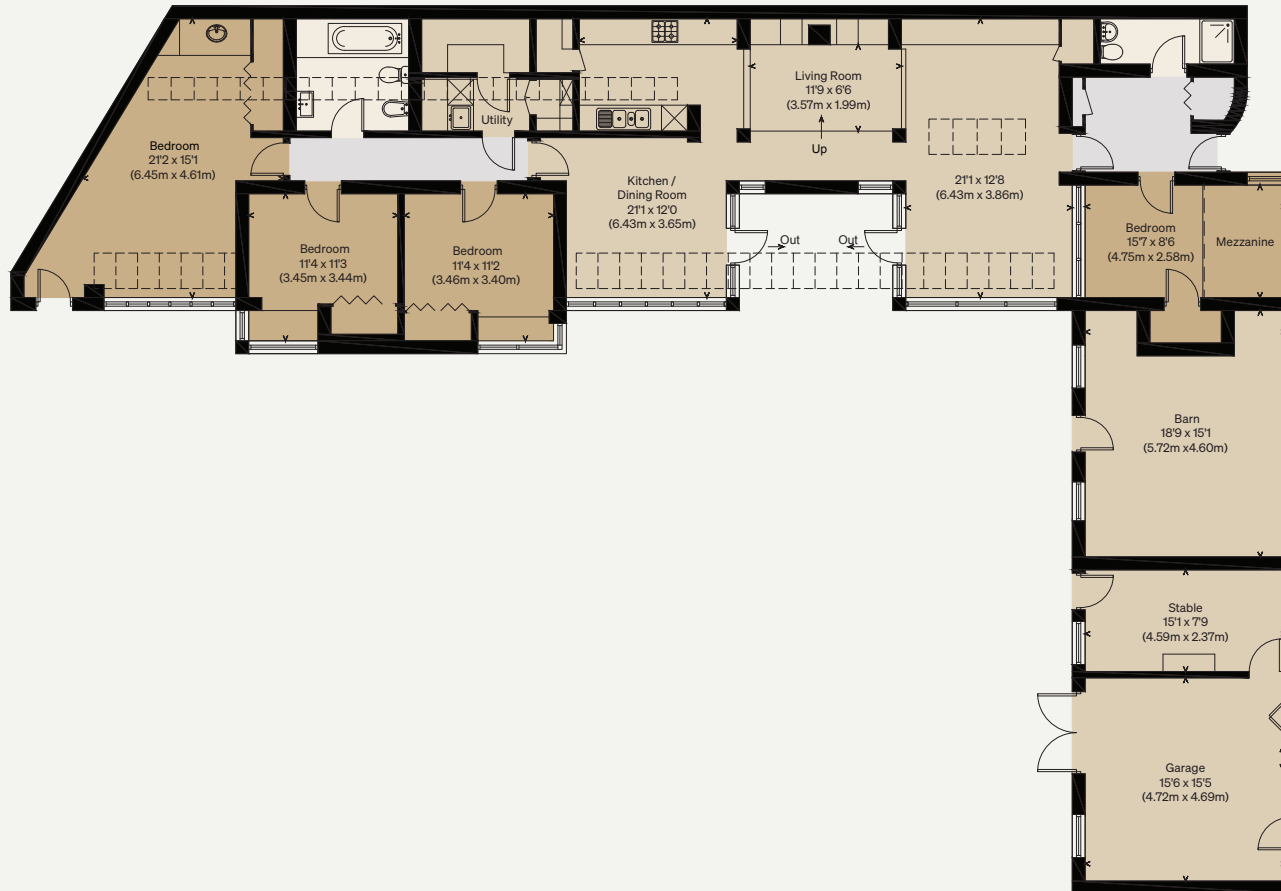 Bedroom
21'2 x 15'1
(6.45m x 4.61m)
Utility
Living Room
11'9 x 6'6
(3.57m x 1.99m)
Up
Kitchen /
Dining Room
21'1 x 12'0
(6.43m x 3.65m)
21'1 x 12'8
(6.43m x 3.86m)
Out
Out
Bedroom
11'4 x 11'3
(3.45m x 3.44m)
Bedroom
11'4 x 11'2
(3.46m x 3.40m)
Bedroom
15'7 x 8'6
(4.75m x 2.58m)
Mezzanine
Barn
18'9 x 15'1
(5.72m x4.60m)
Stable
15'1 x 7'9
(4.59m x 2.37m)
Garage
15'6 x 15'5
(4.72m x 4.69m)